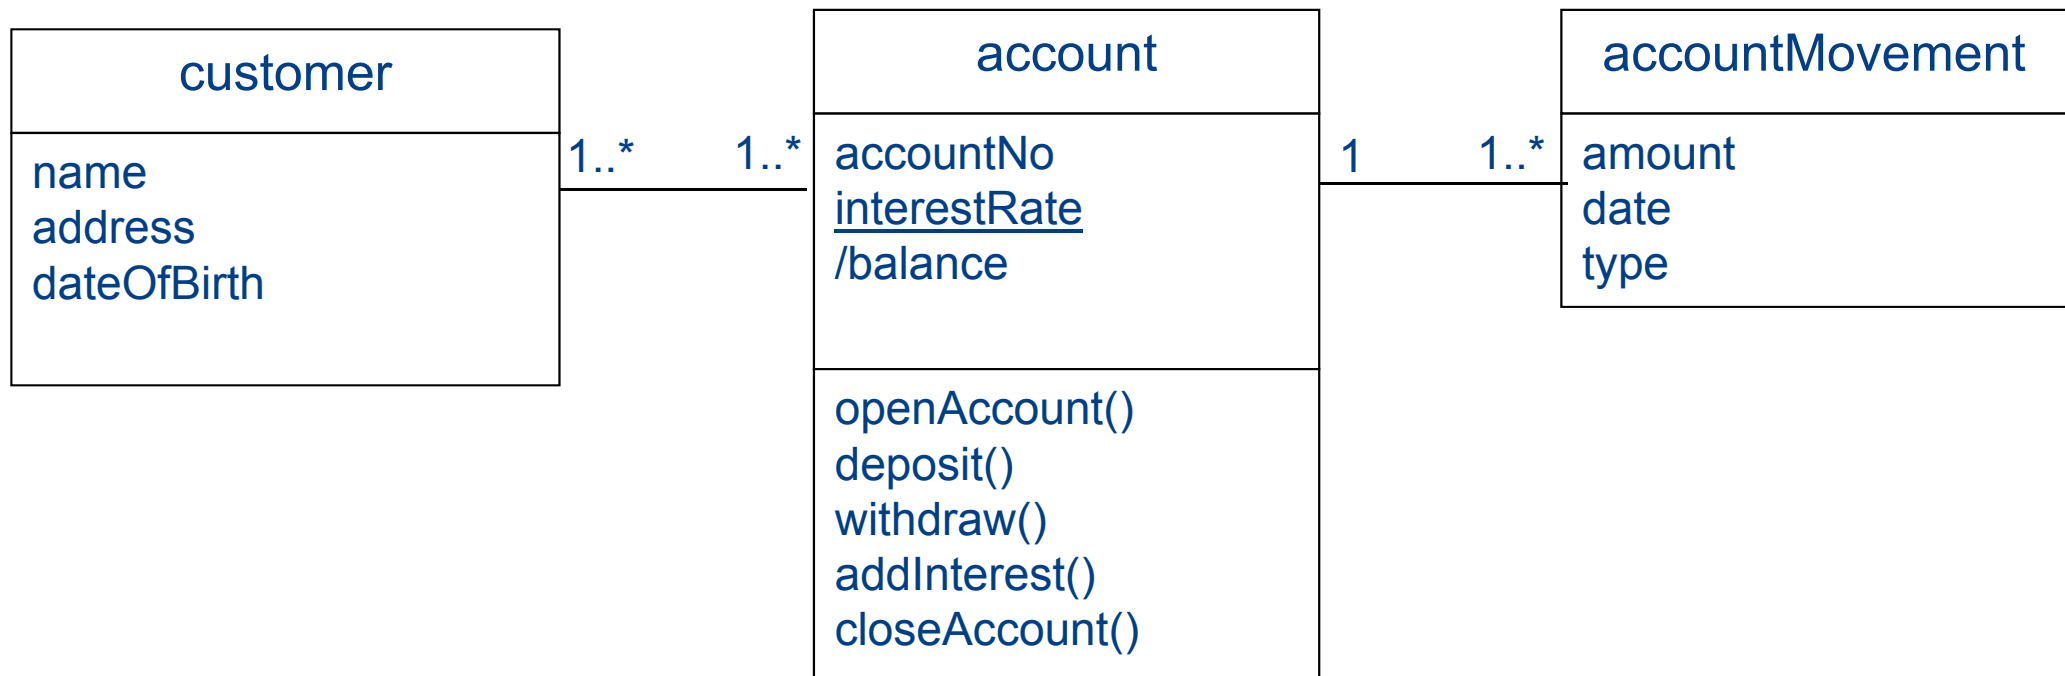 customer
name
address
dateOfBirth
1..*
1..*
account
accountNo
interestRate
/balance
openAccount()
deposit()
withdraw()
addInterest()
closeAccount()
1
1..*
accountMovement
amount
date
type